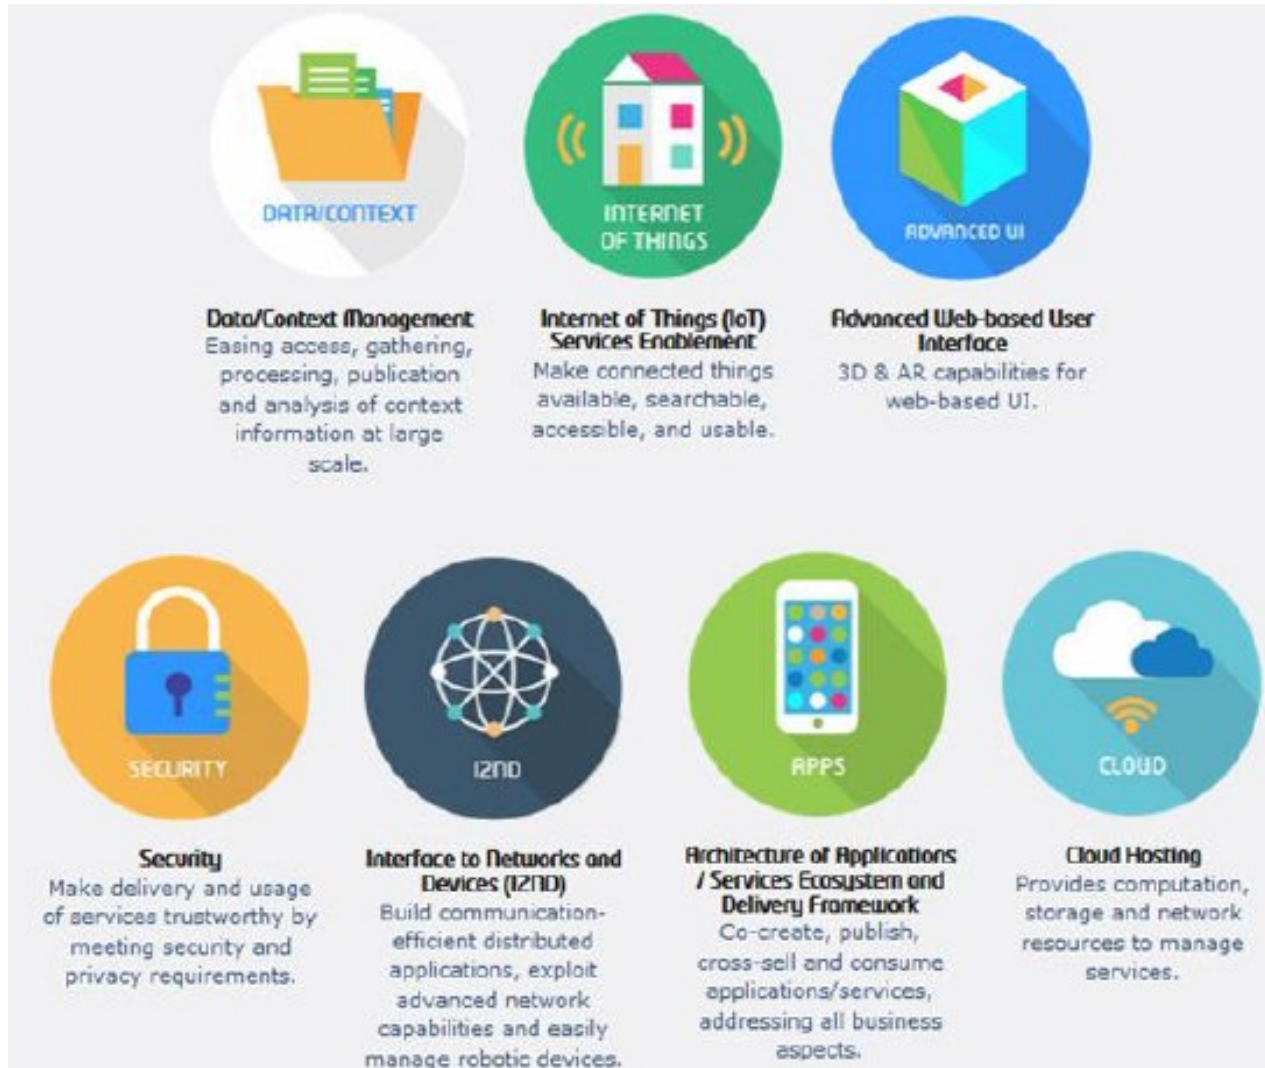 DATA/CONTEXT
INTERNET
OF THINGS
ADVANCED UI
Data/Context Management
Easing access, gathering,
processing, publication
and analysis of context
information at large
scale.
Internet of Things (IoT)
Services Enablement
Make connected things
available, searchable,
accessible, and usable.
Advanced Web-based User
Interface
3D & AR capabilities for
web-based UI.
SECURITY
I2ND
APPS
CLOUD
Security
Make delivery and usage
of services trustworthy by
meeting security and
privacy requirements.
Interface to Networks and
Devices (I2ND)
Build communication-
efficient distributed
applications, exploit
advanced network
capabilities and easily
manage robotic devices.
Architecture of Applications
/ Services Ecosystem and
Delivery Framework
Co-create, publish,
cross-sell and consume
applications/services,
addressing all business
aspects.
Cloud Hosting
Provides computation,
storage and network
resources to manage
services.